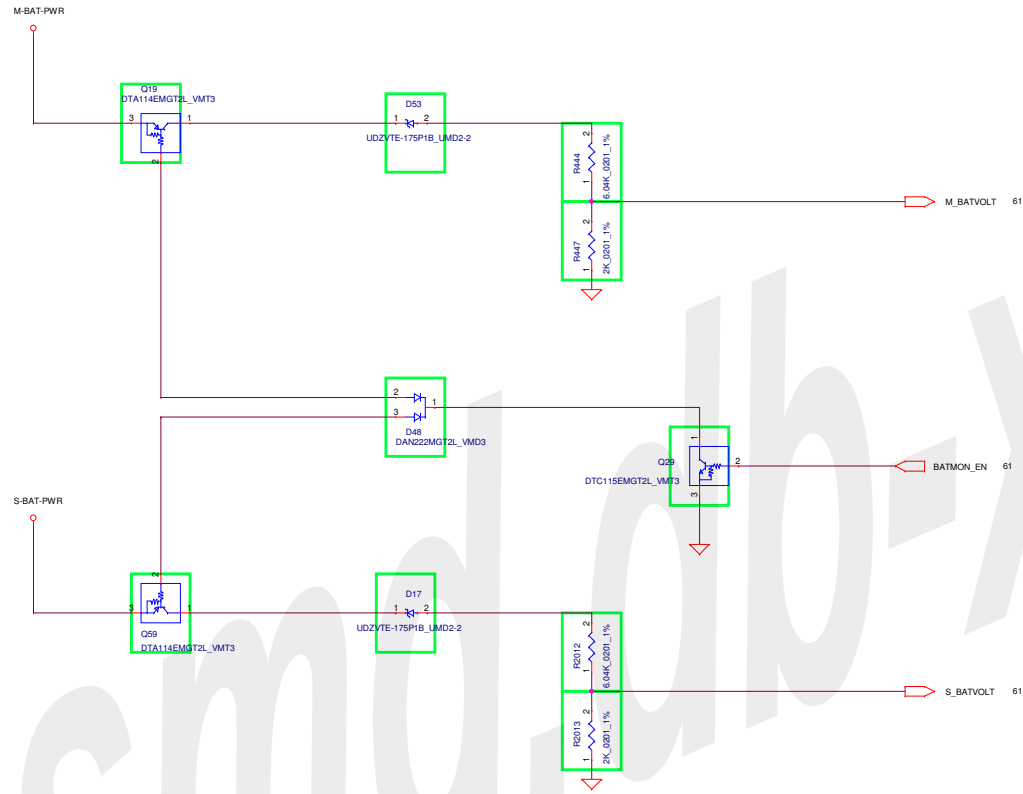 M-BAT-PWR
Q19
DTA114EMGT2L_VMT3
3
1
2
D53
1
2
UDZVTE-175P1B_UMD2-2
2
R444
6.04K_0201_1%
1
M_BATVOLT
61
2
R447
2K_0201_1%
1
2
3
1
D48
DAN222MGT2L_VMD3
1
Q29
2
DTC115EMGT2L_VMT3
3
BATMON_EN
61
S-BAT-PWR
2
3
1
Q59
DTA114EMGT2L_VMT3
D17
1
2
UDZVTE-175P1B_UMD2-2
2
R2012
6.04K_0201_1%
1
S_BATVOLT
61
2
R2013
2K_0201_1%
1
cmd.db-x